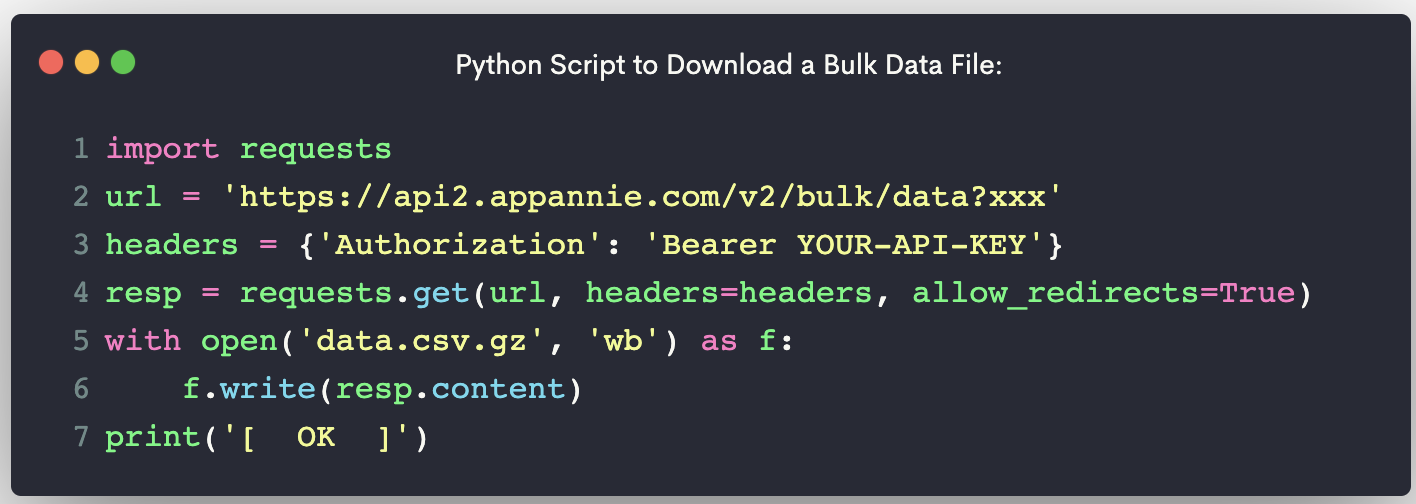 Python Script to Download a Bulk Data File:
1 import requests
2 url = 'https://api2.appannie.com/v2/bulk/data?xxx'
3 headers = {'Authorization': 'Bearer YOUR-API-KEY'}
4 resp = requests.get(url, headers=headers, allow_redirects=True)
5 with open('data.csv.gz', 'wb') as f:
6     f.write(resp.content)
7 print('[  OK  ]')